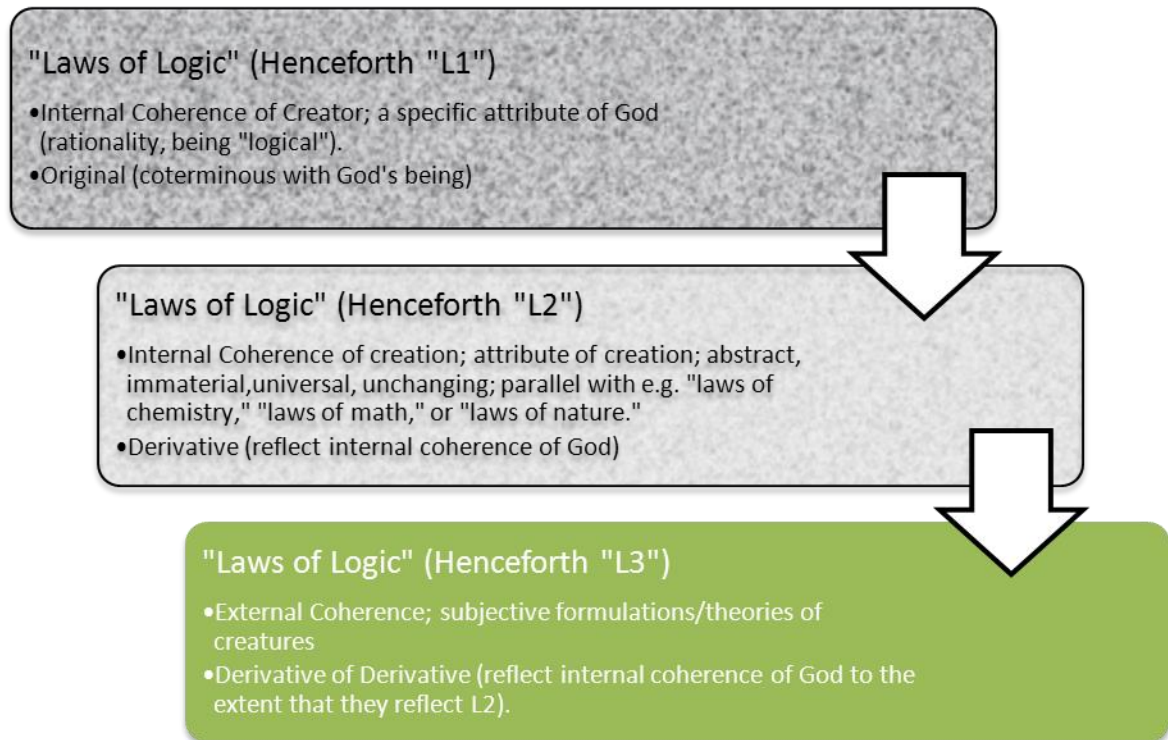 "Laws of Logic" (Henceforth "L1")
•Internal Coherence of Creator; a specific attribute of God
(rationality, being "logical").
•Original (coterminous with God's being)
"Laws of Logic" (Henceforth "L2")
•Internal Coherence of creation; attribute of creation; abstract,
immaterial,universal, unchanging; parallel with e.g. "laws of
chemistry," "laws of math," or "laws of nature."
•Derivative (reflect internal coherence of God)
"Laws of Logic" (Henceforth "L3")
•External Coherence; subjective formulations/theories of
creatures
•Derivative of Derivative (reflect internal coherence of God to the
extent that they reflect L2).